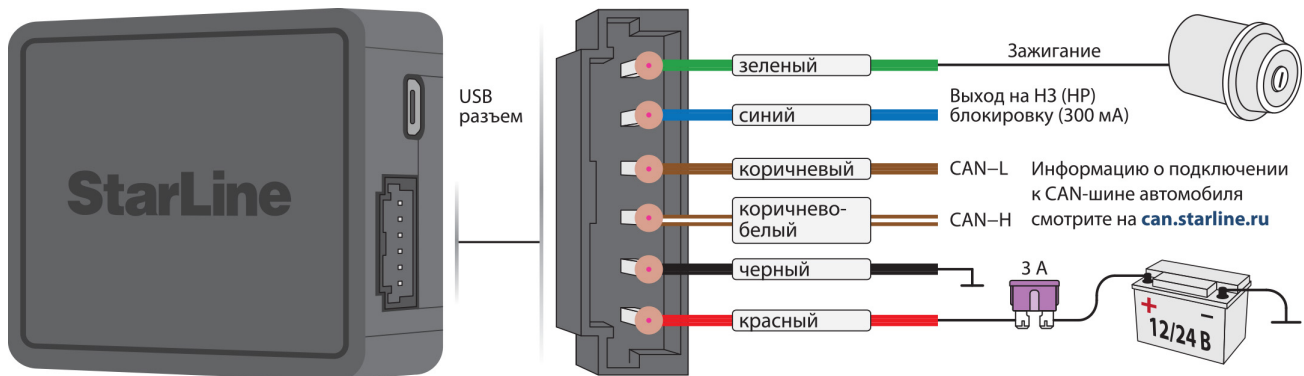 StarLine
USB
разъем
зеленый
Зажигание
синий
Выход на НЗ (НР)
блокировку (300 мА)
коричневый
CAN–L
Информацию о подключении
к CAN-шине автомобиля
смотрите на can.starline.ru
коричнево-
белый
CAN–H
черный
3 А
красный
+ –
12/24 В